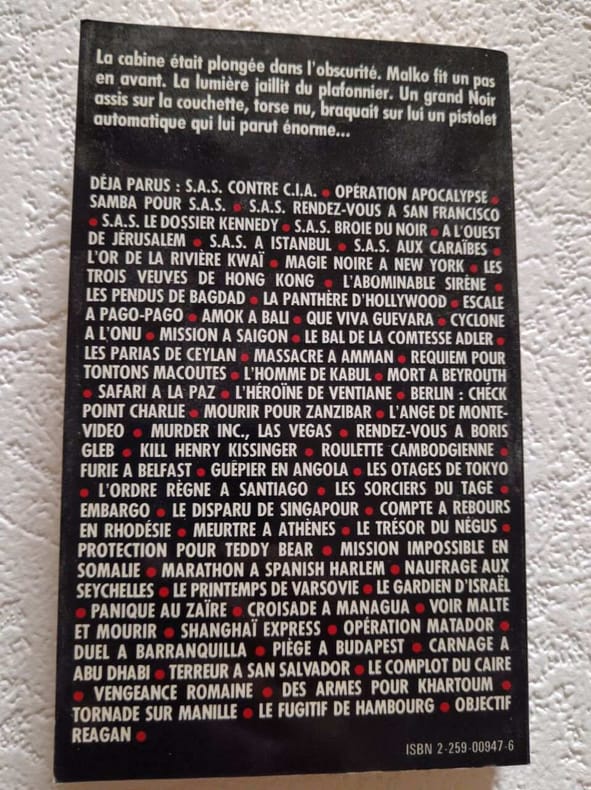 La cabine était plongée dans l'obscurité. Malko fit un pas
en avant. La lumière jaillit du plafonnier. Un grand Noir
assis sur la couchette, torse nu, braquait sur lui un pistolet
automatique qui lui parut énorme...
DÉJA PARUS : S.A.S. CONTRE C.I.A. • OPÉRATION APOCALYPSE •
SAMBA POUR S.A.S. • S.A.S. RENDEZ-VOUS A SAN FRANCISCO
• S.A.S. LE DOSSIER KENNEDY • S.A.S. BROIE DU NOIR • A L'OUEST
DE JÉRUSALEM • S.A.S. A ISTANBUL • S.A.S. AUX CARAÏBES •
L'OR DE LA RIVIÈRE KWAÏ • MAGIE NOIRE A NEW YORK • LES
TROIS VEUVES DE HONG KONG • L'ABOMINABLE SIRÈNE •
LES PENDUS DE BAGDAD • LA PANTHÈRE D'HOLLYWOOD • ESCALE
A PAGO-PAGO • AMOK A BALI • QUE VIVA GUEVARA • CYCLONE
A L'ONU • MISSION A SAIGON • LE BAL DE LA COMTESSE ADLER •
LES PARIAS DE CEYLAN • MASSACRE A AMMAN • REQUIEM POUR
TONTONS MACOUTES • L'HOMME DE KABUL • MORT A BEYROUTH
• SAFARI A LA PAZ • L'HÉROÏNE DE VIENTIANE • BERLIN : CHÉCK
POINT CHARLIE • MOURIR POUR ZANZIBAR • L'ANGE DE MONTE-
VIDEO • MURDER INC., LAS VEGAS • RENDEZ-VOUS A BORIS
GLEB • KILL HENRY KISSINGER • ROULETTE CAMBODGIENNE •
FURIE A BELFAST • GUÊPIER EN ANGOLA • LES OTAGES DE TOKYO
• L'ORDRE RÈGNE A SANTIAGO • LES SORCIERS DU TAGE •
EMBARGO • LE DISPARU DE SINGAPOUR • COMPTE A REBOURS
EN RHODÉSIE • MEURTRE A ATHÈNES • LE TRÉSOR DU NÉGUS •
PROTECTION POUR TEDDY BEAR • MISSION IMPOSSIBLE EN
SOMALIE • MARATHON A SPANISH HARLEM • NAUFRAGE AUX
SEYCHELLES • LE PRINTEMPS DE VARSOVIE • LE GARDIEN D'ISRAËL
• PANIQUE AU ZAÏRE • CROISADE A MANAGUA • VOIR MALTE
ET MOURIR • SHANGHAÏ EXPRESS • OPÉRATION MATADOR •
DUEL A BARRANQUILLA • PIÈGE A BUDAPEST • CARNAGE A
ABU DHABI • TERREUR A SAN SALVADOR • LE COMPLOT DU CAIRE
• VENGEANCE ROMAINE • DES ARMES POUR KHARTOUM •
TORNADE SUR MANILLE • LE FUGITIF DE HAMBOURG • OBJECTIF
REAGAN •
ISBN 2-259-00947-6